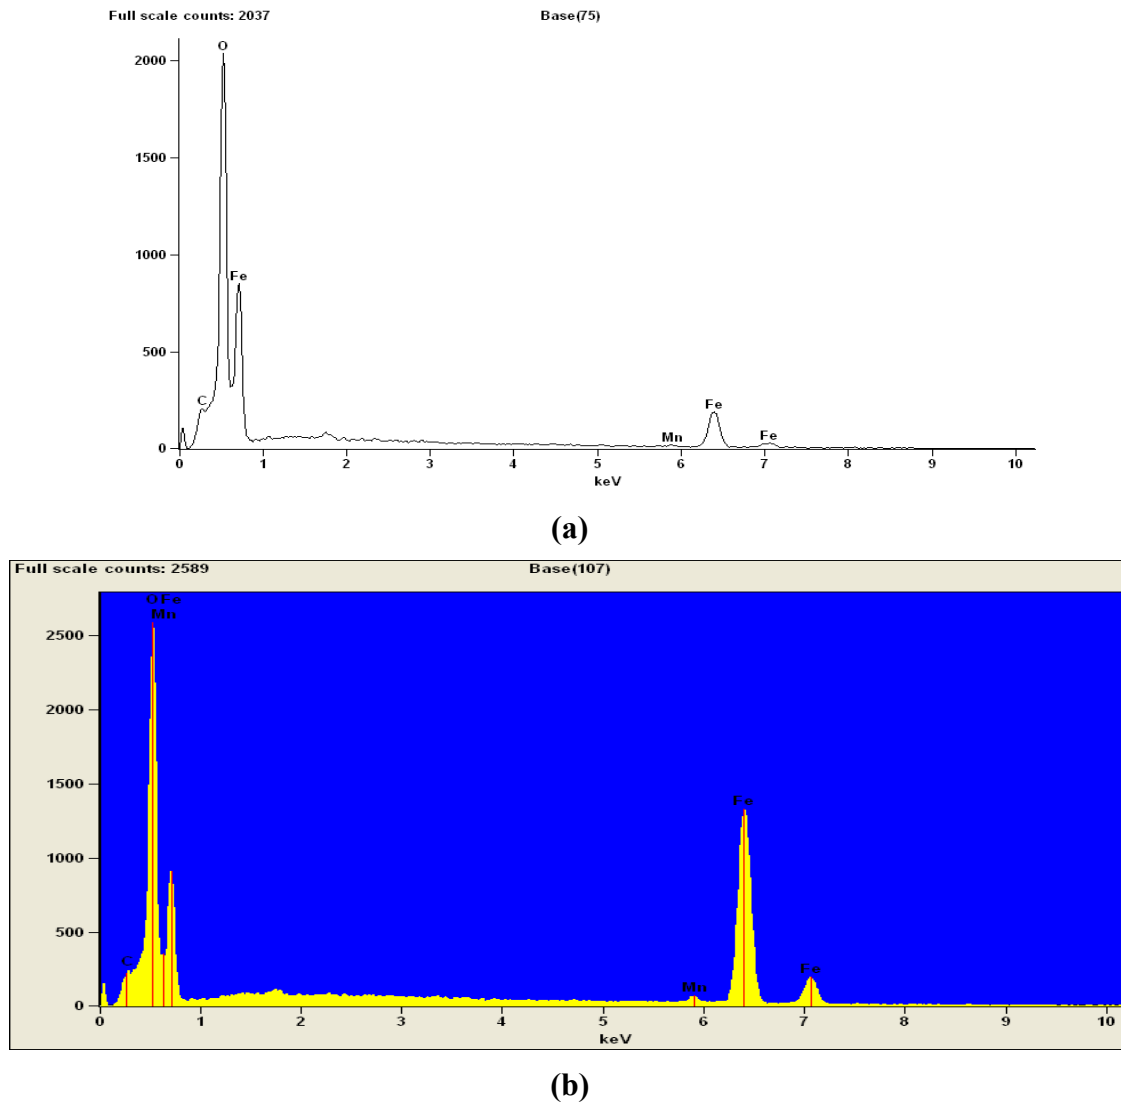 Full scale counts: 2037 Base(75)
O
2000
1500
1000
Fe
500
C
Fe
Mn Fe
0
0 1 2 3 4 5 6 7 8 9 10
keV
(a)
Full scale counts: 2589 Base(107)
O Fe
Mn
2500
2000
1500
Fe
1000
500
C
Fe
Mn
0
0 1 2 3 4 5 6 7 8 9 10
keV
(b)